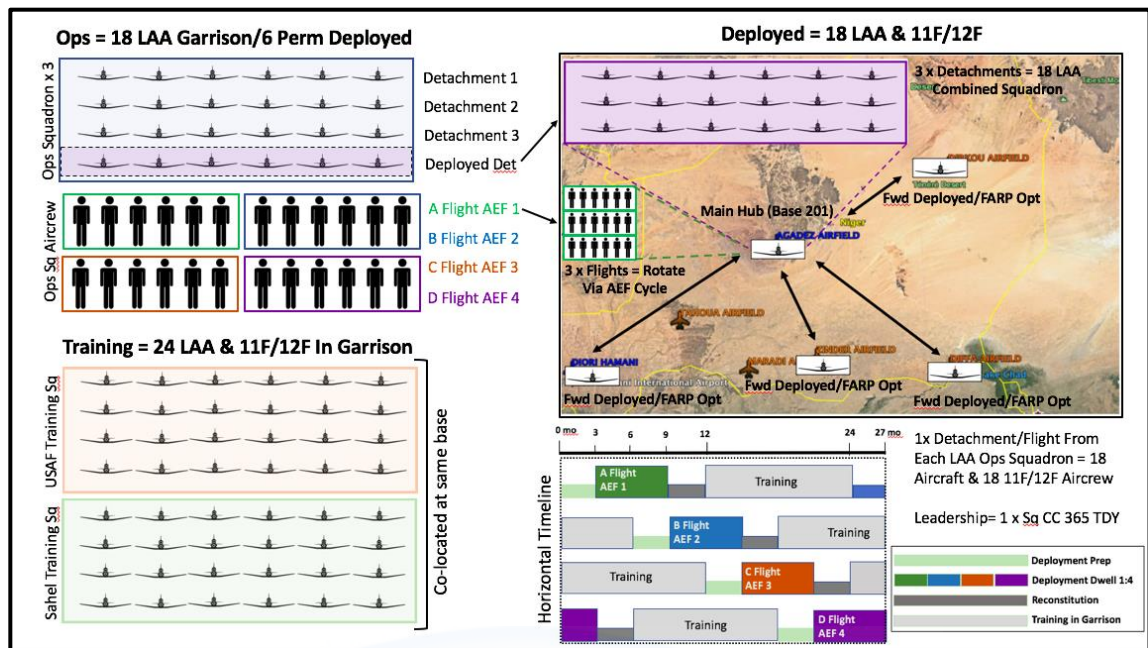 Ops = 18 LAA Garrison/6 Perm Deployed
Ops Squadron x 3
Detachment 1
Detachment 2
Detachment 3
Deployed Det
Ops Sq Aircrew
A Flight AEF 1
B Flight AEF 2
C Flight AEF 3
D Flight AEF 4
Training = 24 LAA & 11F/12F In Garrison
USAF Training Sq
Sahel Training Sq
Co-located at same base
Deployed = 18 LAA & 11F/12F
3 x Detachments = 18 LAA
Combined Squadron
AIRFIELD
Ténéré Desert
Fwd Deployed/FARP Opt
Main Hub (Base 201)
Niger
AGADEZ AIRFIELD
3 x Flights = Rotate
Via AEF Cycle
AIRFIELD
DIORI HAMANI
International Airport
Fwd Deployed/FARP Opt
MARADI
AIRFIELD
Fwd Deployed/FARP Opt
DIFFA AIRFIELD
Fwd Deployed/FARP Opt
Horizontal Timeline
0 mo
3
6
9
12
24
27 mo
A Flight
AEF 1
Training
B Flight
AEF 2
Training
Training
C Flight
AEF 3
Training
D Flight
AEF 4
1x Detachment/Flight From
Each LAA Ops Squadron = 18
Aircraft & 18 11F/12F Aircrew
Leadership= 1 x Sq CC 365 TDY
Deployment Prep
Deployment Dwell 1:4
Reconstitution
Training in Garrison